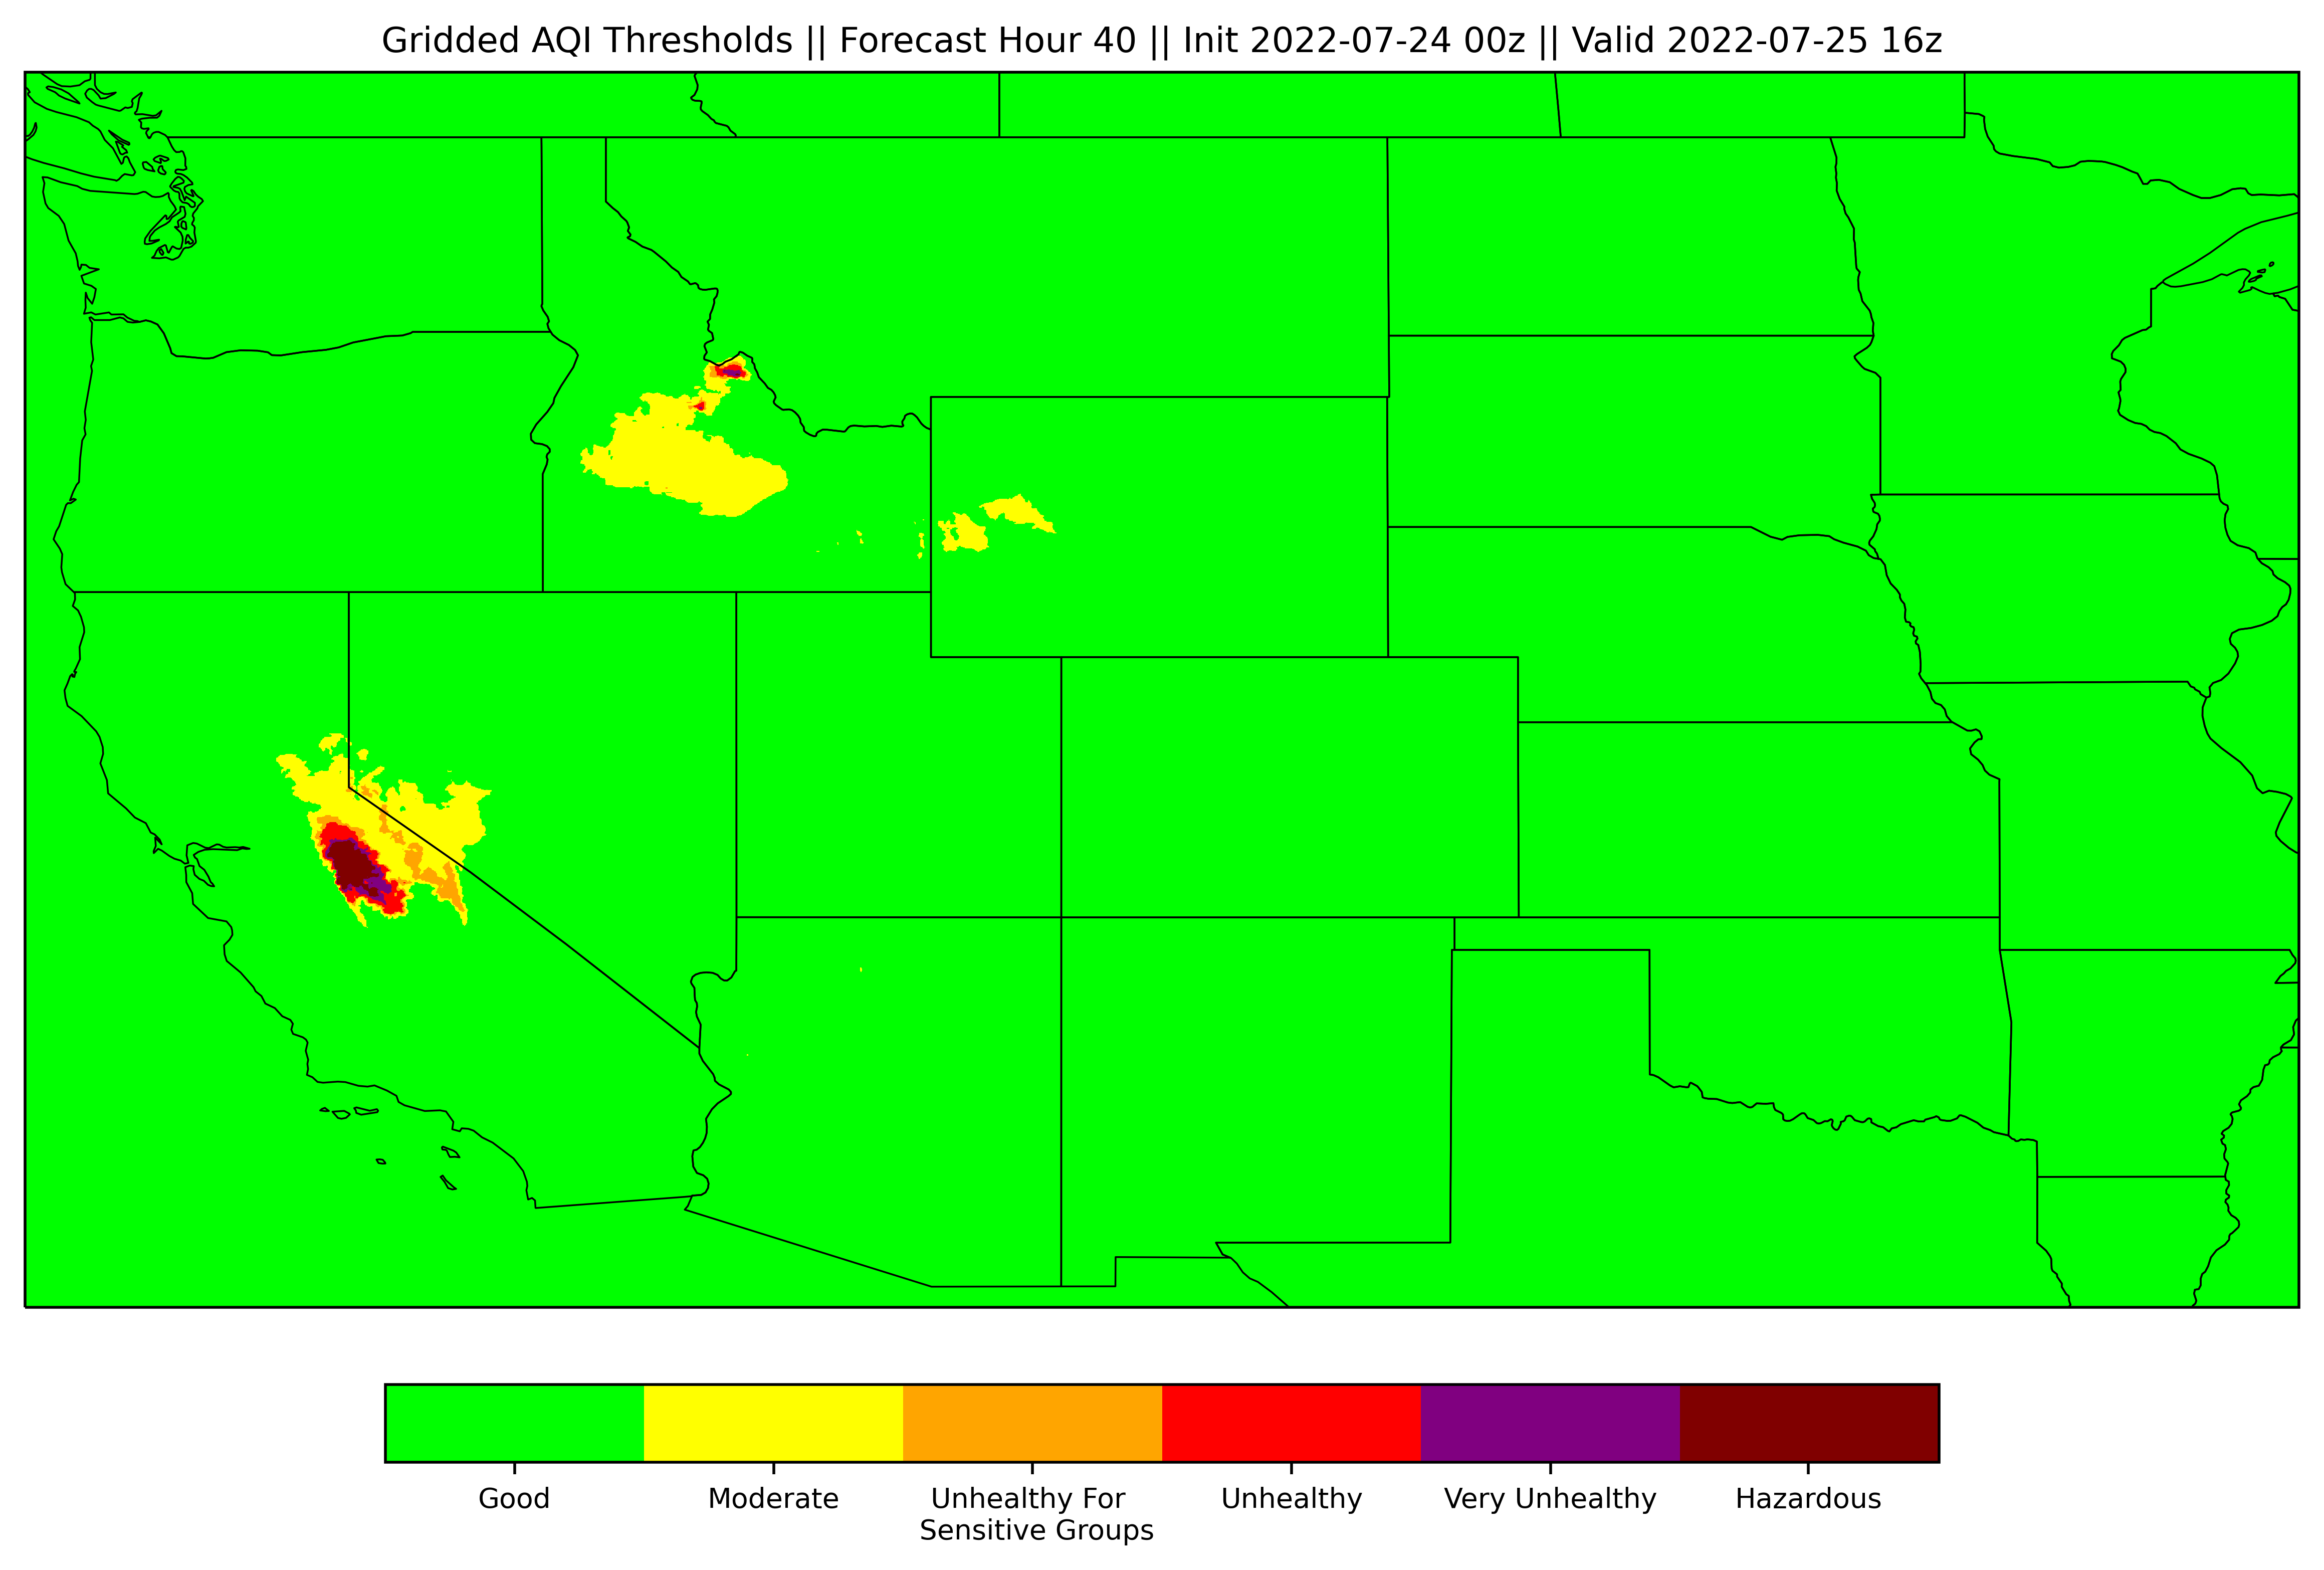 Gridded AQI Thresholds || Forecast Hour 40 || Init 2022-07-24 00z || Valid 2022-07-25 16z
Good
Moderate
Unhealthy For
Sensitive Groups
Unhealthy
Very Unhealthy
Hazardous